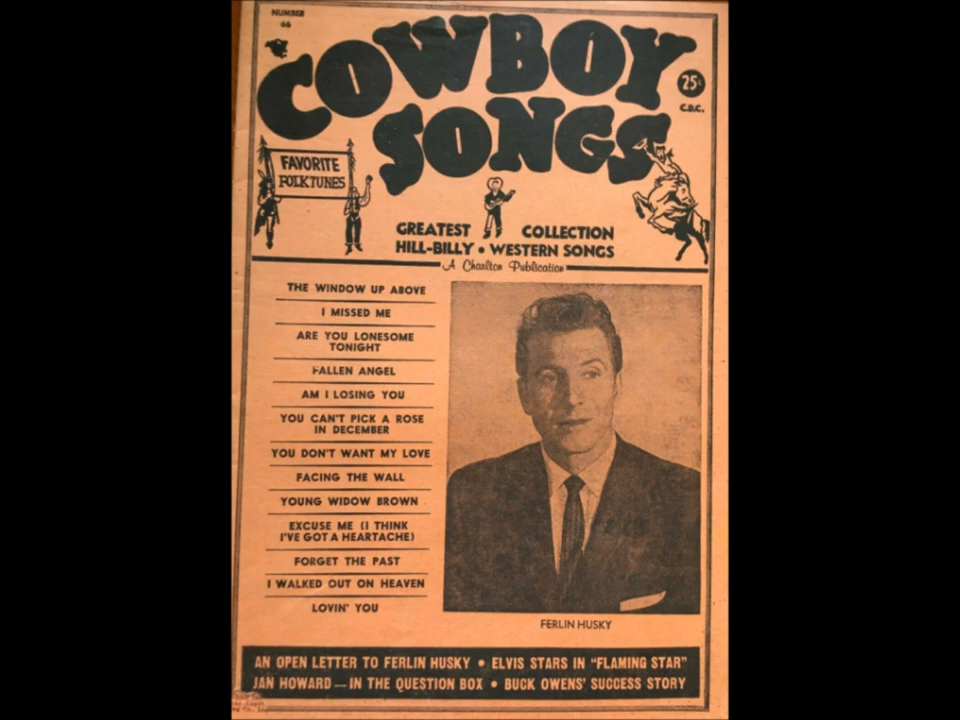 NUMBER
66
COWBOY
25¢
C.D.C.
SONGS
FAVORITE
FOLKTUNES
GREATEST COLLECTION
HILL-BILLY • WESTERN SONGS
A Charlton Publication
THE WINDOW UP ABOVE
I MISSED ME
ARE YOU LONESOME
TONIGHT
FALLEN ANGEL
AM I LOSING YOU
YOU CAN'T PICK A ROSE
IN DECEMBER
YOU DON'T WANT MY LOVE
FACING THE WALL
YOUNG WIDOW BROWN
EXCUSE ME (I THINK
I'VE GOT A HEARTACHE)
FORGET THE PAST
I WALKED OUT ON HEAVEN
LOVIN' YOU
FERLIN HUSKY
AN OPEN LETTER TO FERLIN HUSKY • ELVIS STARS IN "FLAMING STAR"
JAN HOWARD — IN THE QUESTION BOX • BUCK OWENS' SUCCESS STORY